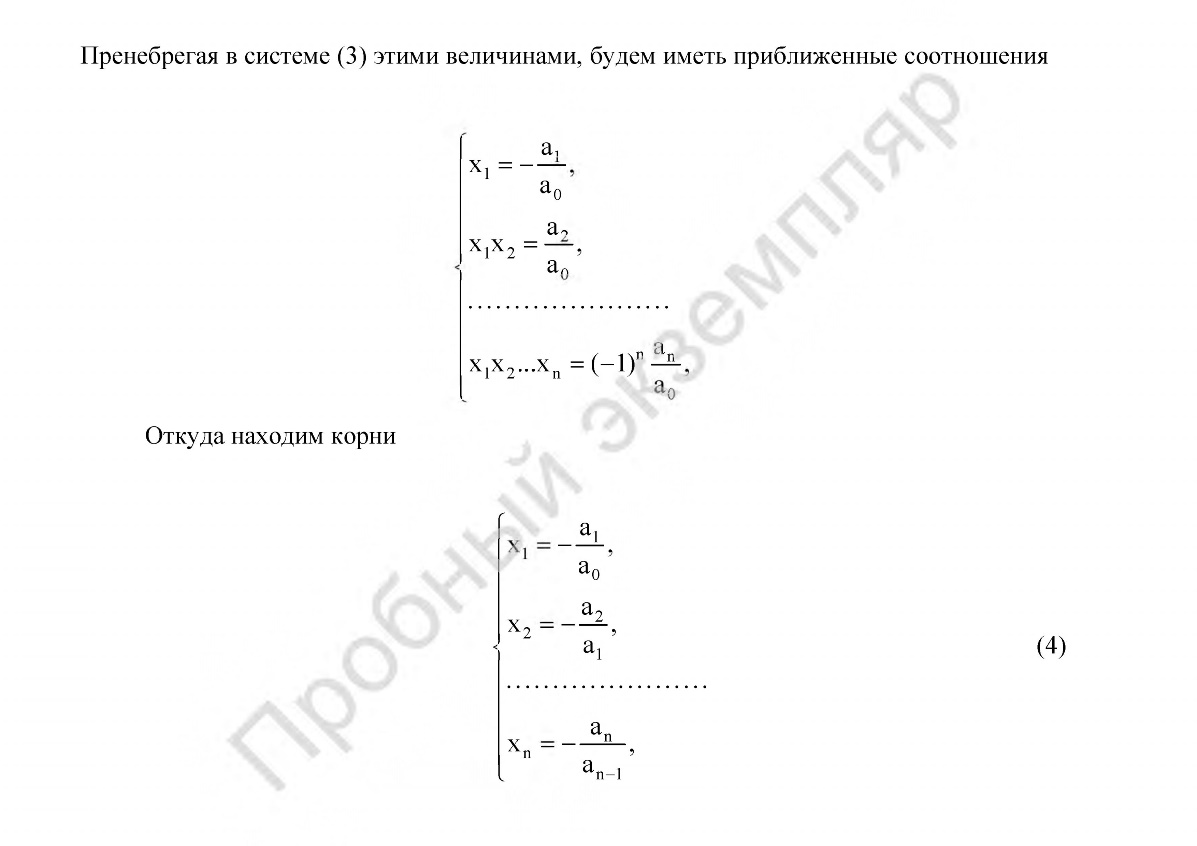 Пренебрегая в системе (3) этими величинами, будем иметь приближенные соотношения
x₁ = −a₁/a₀,
x₁x₂ = a₂/a₀,
......................
x₁x₂...xₙ = (−1)ⁿ aₙ/a₀,
Откуда находим корни
x₁ = −a₁/a₀,
x₂ = −a₂/a₁,
(4)
......................
xₙ = −aₙ/aₙ₋₁,
Пробный экземпляр